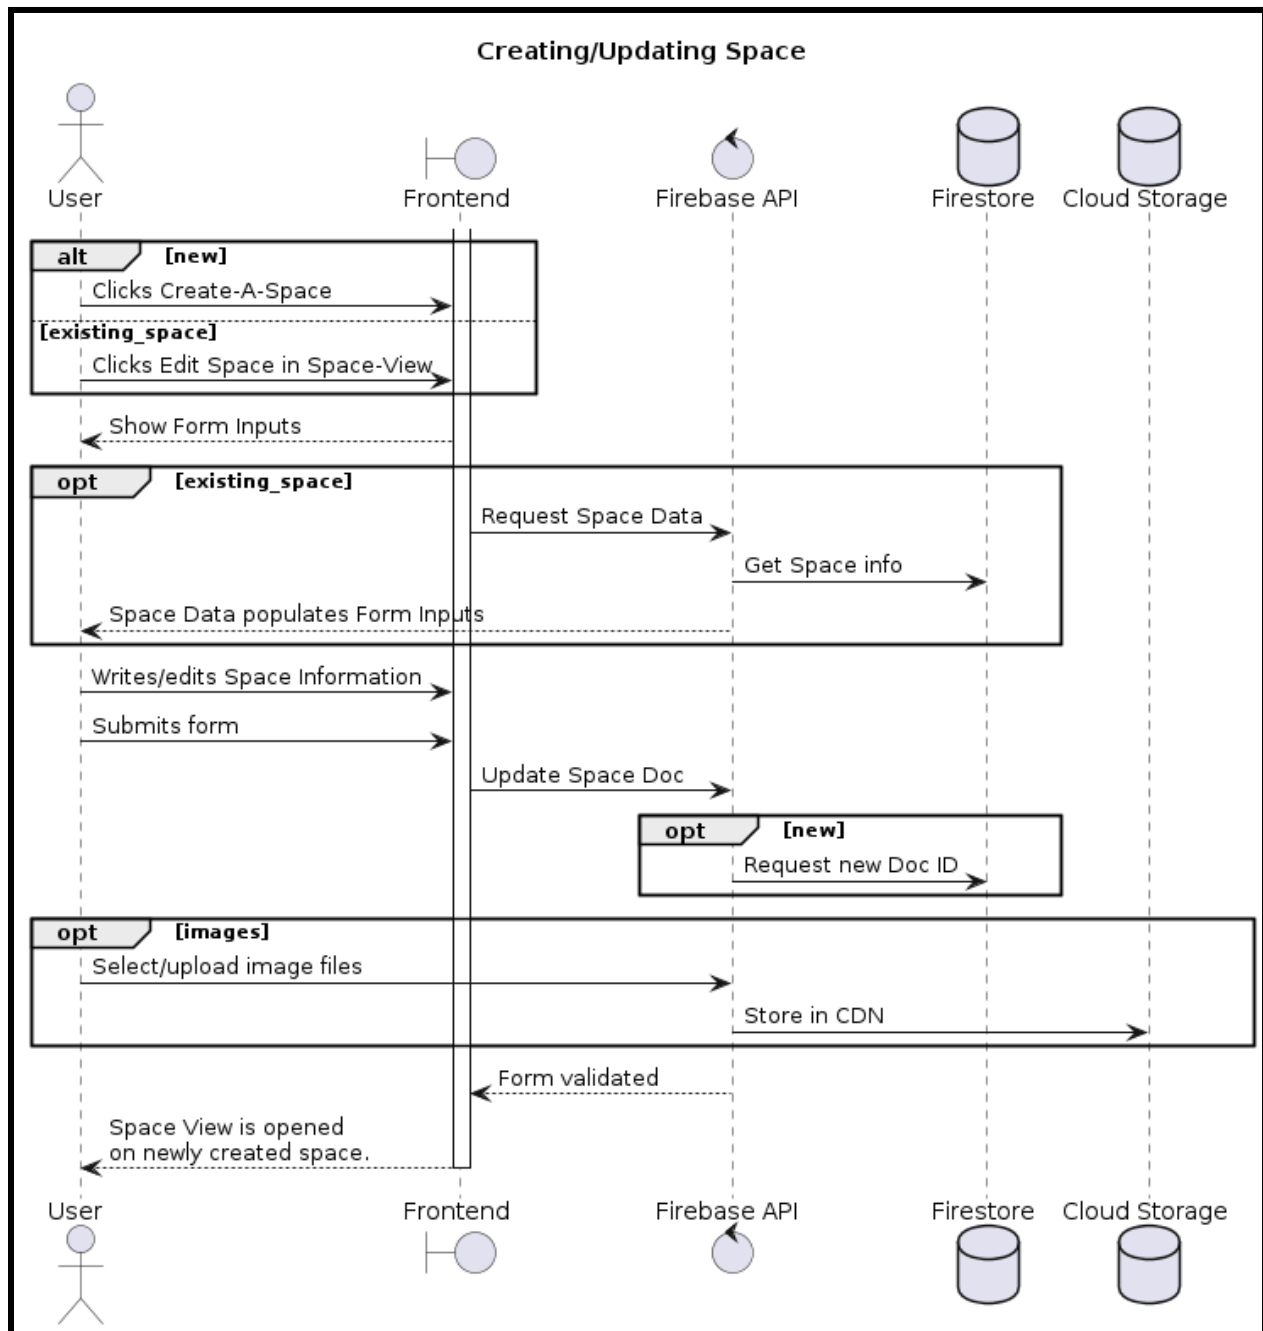 Creating/Updating Space
User
Frontend
Firebase API
Firestore
Cloud Storage
alt
[new]
Clicks Create-A-Space
[existing_space]
Clicks Edit Space in Space-View
Show Form Inputs
opt
[existing_space]
Request Space Data
Get Space info
Space Data populates Form Inputs
Writes/edits Space Information
Submits form
Update Space Doc
opt
[new]
Request new Doc ID
opt
[images]
Select/upload image files
Store in CDN
Form validated
Space View is opened
on newly created space.
User
Frontend
Firebase API
Firestore
Cloud Storage